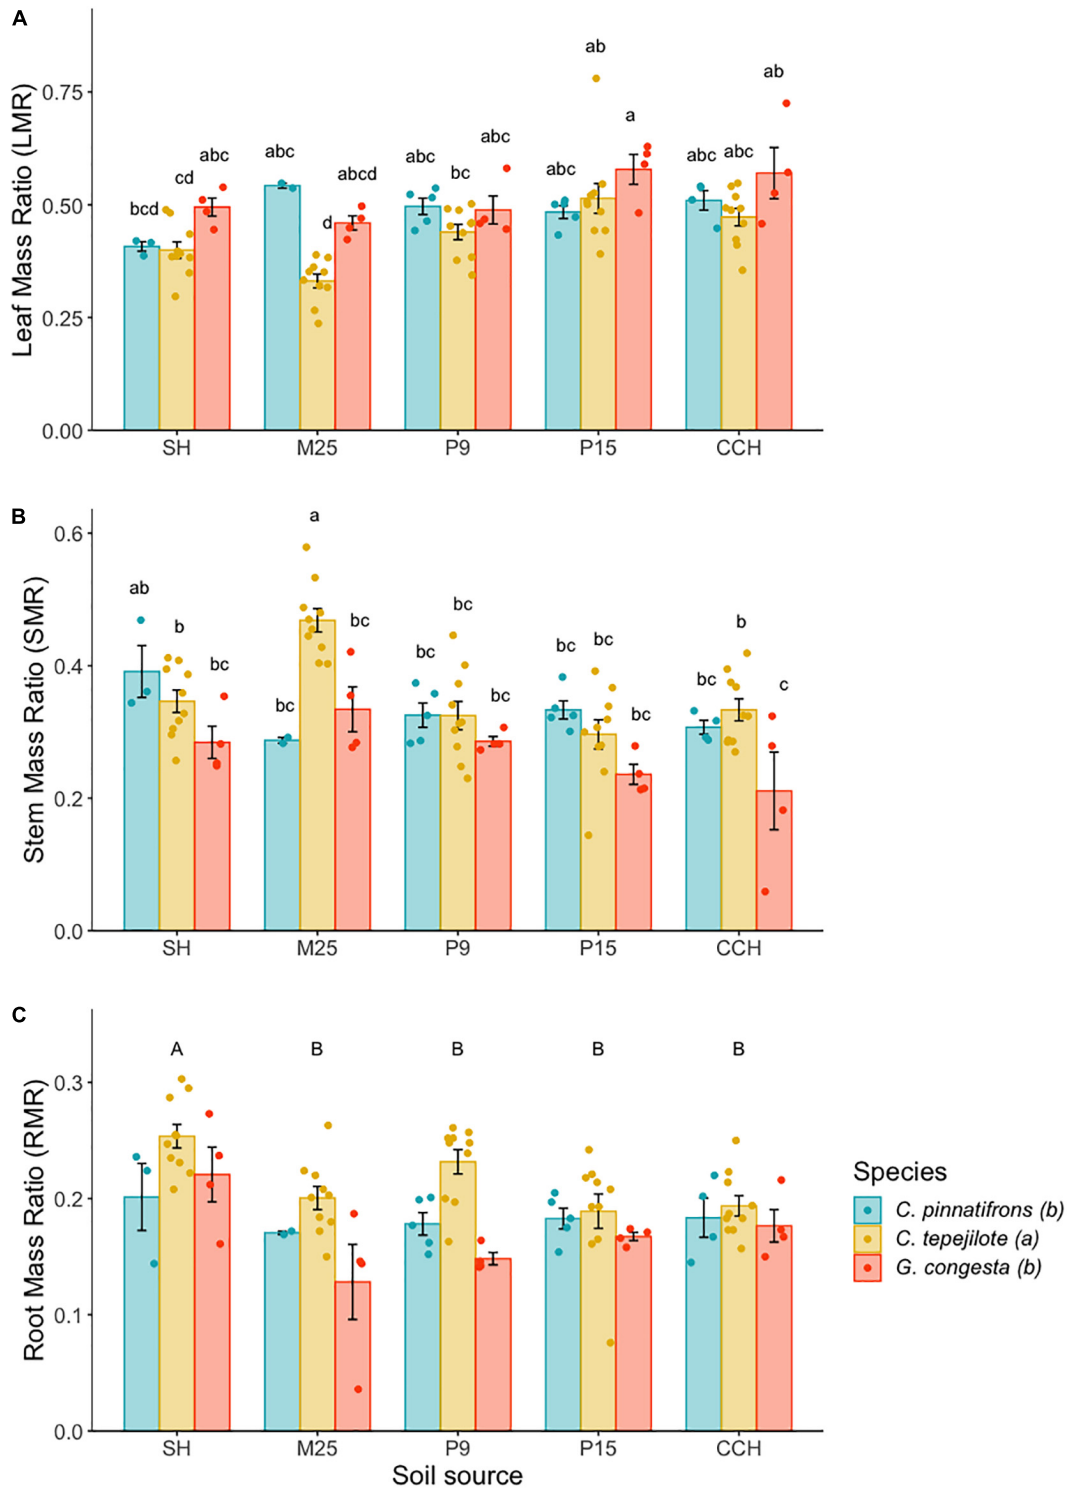 A
Leaf Mass Ratio (LMR)
0.75
0.50
0.25
0.00
bcd
cd
abc
abc
d
abcd
abc
bc
abc
abc
ab
a
abc
abc
ab
SH
M25
P9
P15
CCH
B
Stem Mass Ratio (SMR)
0.6
0.4
0.2
0.0
ab
b
bc
bc
a
bc
bc
bc
bc
bc
bc
bc
bc
b
c
SH
M25
P9
P15
CCH
C
Root Mass Ratio (RMR)
0.3
0.2
0.1
0.0
A
B
B
B
B
SH
M25
P9
P15
CCH
Soil source
Species
C. pinnatifrons (b)
C. tepejilote (a)
G. congesta (b)